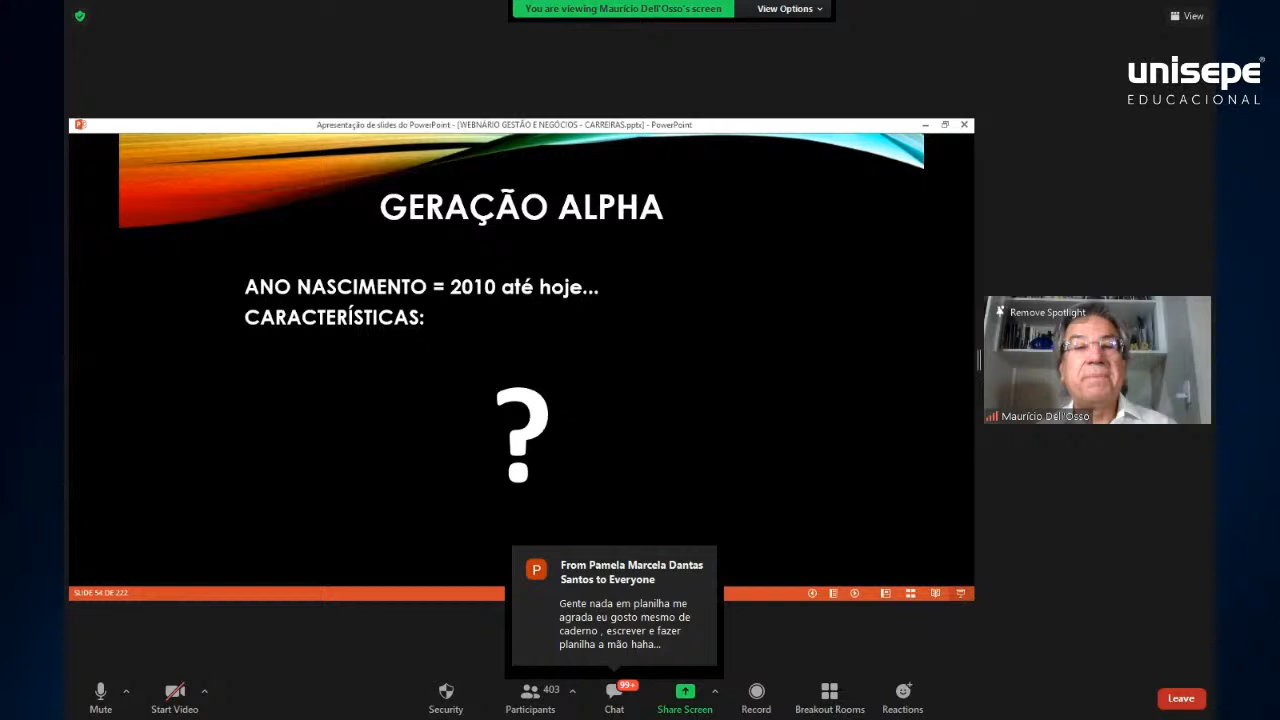 You are viewing Maurício Dell'Osso's screen
View Options
View
unisepe
EDUCACIONAL
Apresentação de slides do PowerPoint - [WEBNÁRIO GESTÃO E NEGÓCIOS - CARREIRAS.pptx] - PowerPoint
GERAÇÃO ALPHA
ANO NASCIMENTO = 2010 até hoje...
CARACTERÍSTICAS:
?
Remove Spotlight
Maurício Dell'Osso
P
From Pamela Marcela Dantas
Santos to Everyone
Gente nada em planilha me
agrada eu gosto mesmo de
caderno , escrever e fazer
planilha a mão haha...
SLIDE 54 DE 222
Mute
Start Video
Security
403
Participants
99+
Chat
Share Screen
Record
Breakout Rooms
Reactions
Leave